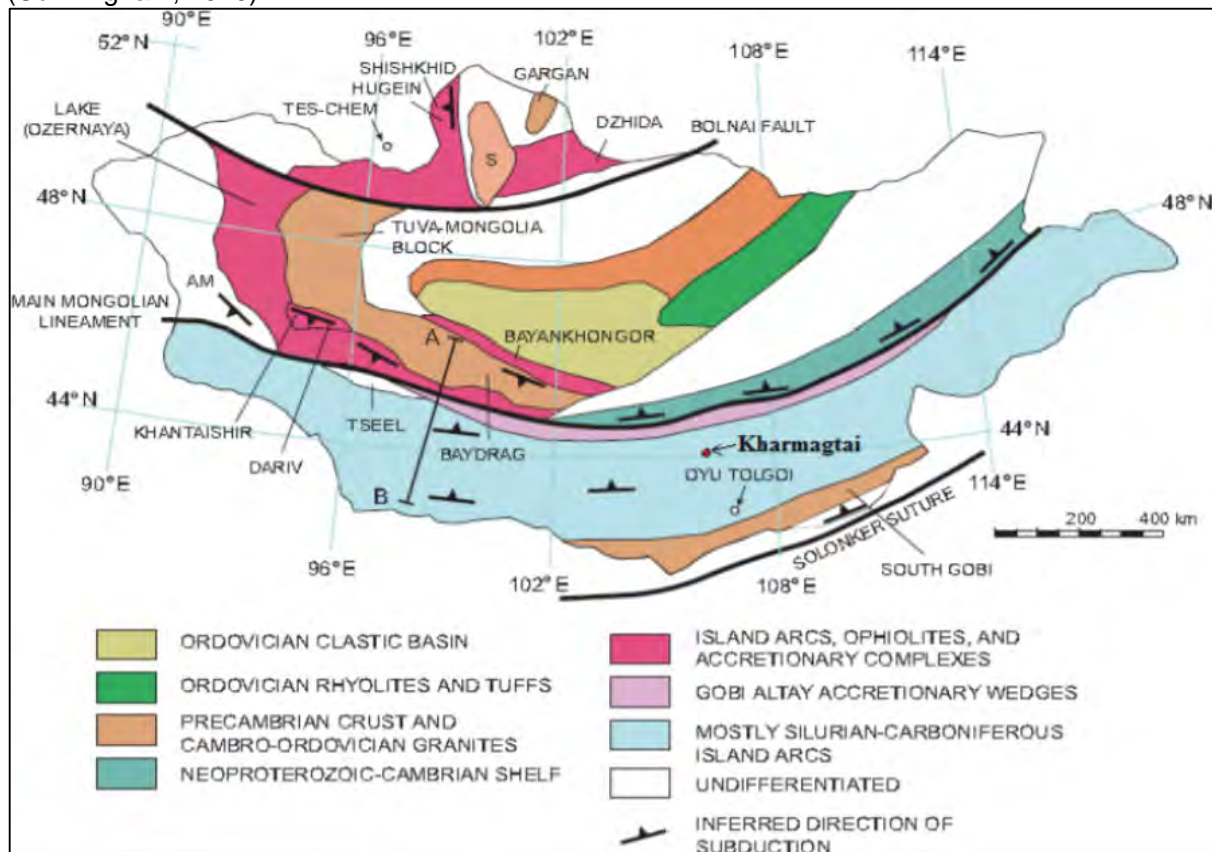 90°E
52°N
96°E
102°E
108°E
114°E
SHISHKHID
HUGEIN
GARGAN
TES-CHEM
LAKE
(OZERNAYA)
DZHIDA
BOLNAI FAULT
S
48°N
48°N
TUVA-MONGOLIA
BLOCK
AM
MAIN MONGOLIAN
LINEAMENT
A
BAYANKHONGOR
44°N
44°N
TSEEL
KHANTAISHIR
BAYDRAG
Kharmagtai
DARIV
OYU TOLGOI
90°E
B
114°E
SOLONKER SUTURE
200 400 km
96°E
SOUTH GOBI
102°E
108°E
ORDOVICIAN CLASTIC BASIN
ORDOVICIAN RHYOLITES AND TUFFS
PRECAMBRIAN CRUST AND
CAMBRO-ORDOVICIAN GRANITES
NEOPROTEROZOIC-CAMBRIAN SHELF
ISLAND ARCS, OPHIOLITES, AND
ACCRETIONARY COMPLEXES
GOBI ALTAY ACCRETIONARY WEDGES
MOSTLY SILURIAN-CARBONIFEROUS
ISLAND ARCS
UNDIFFERENTIATED
INFERRED DIRECTION OF
SUBDUCTION